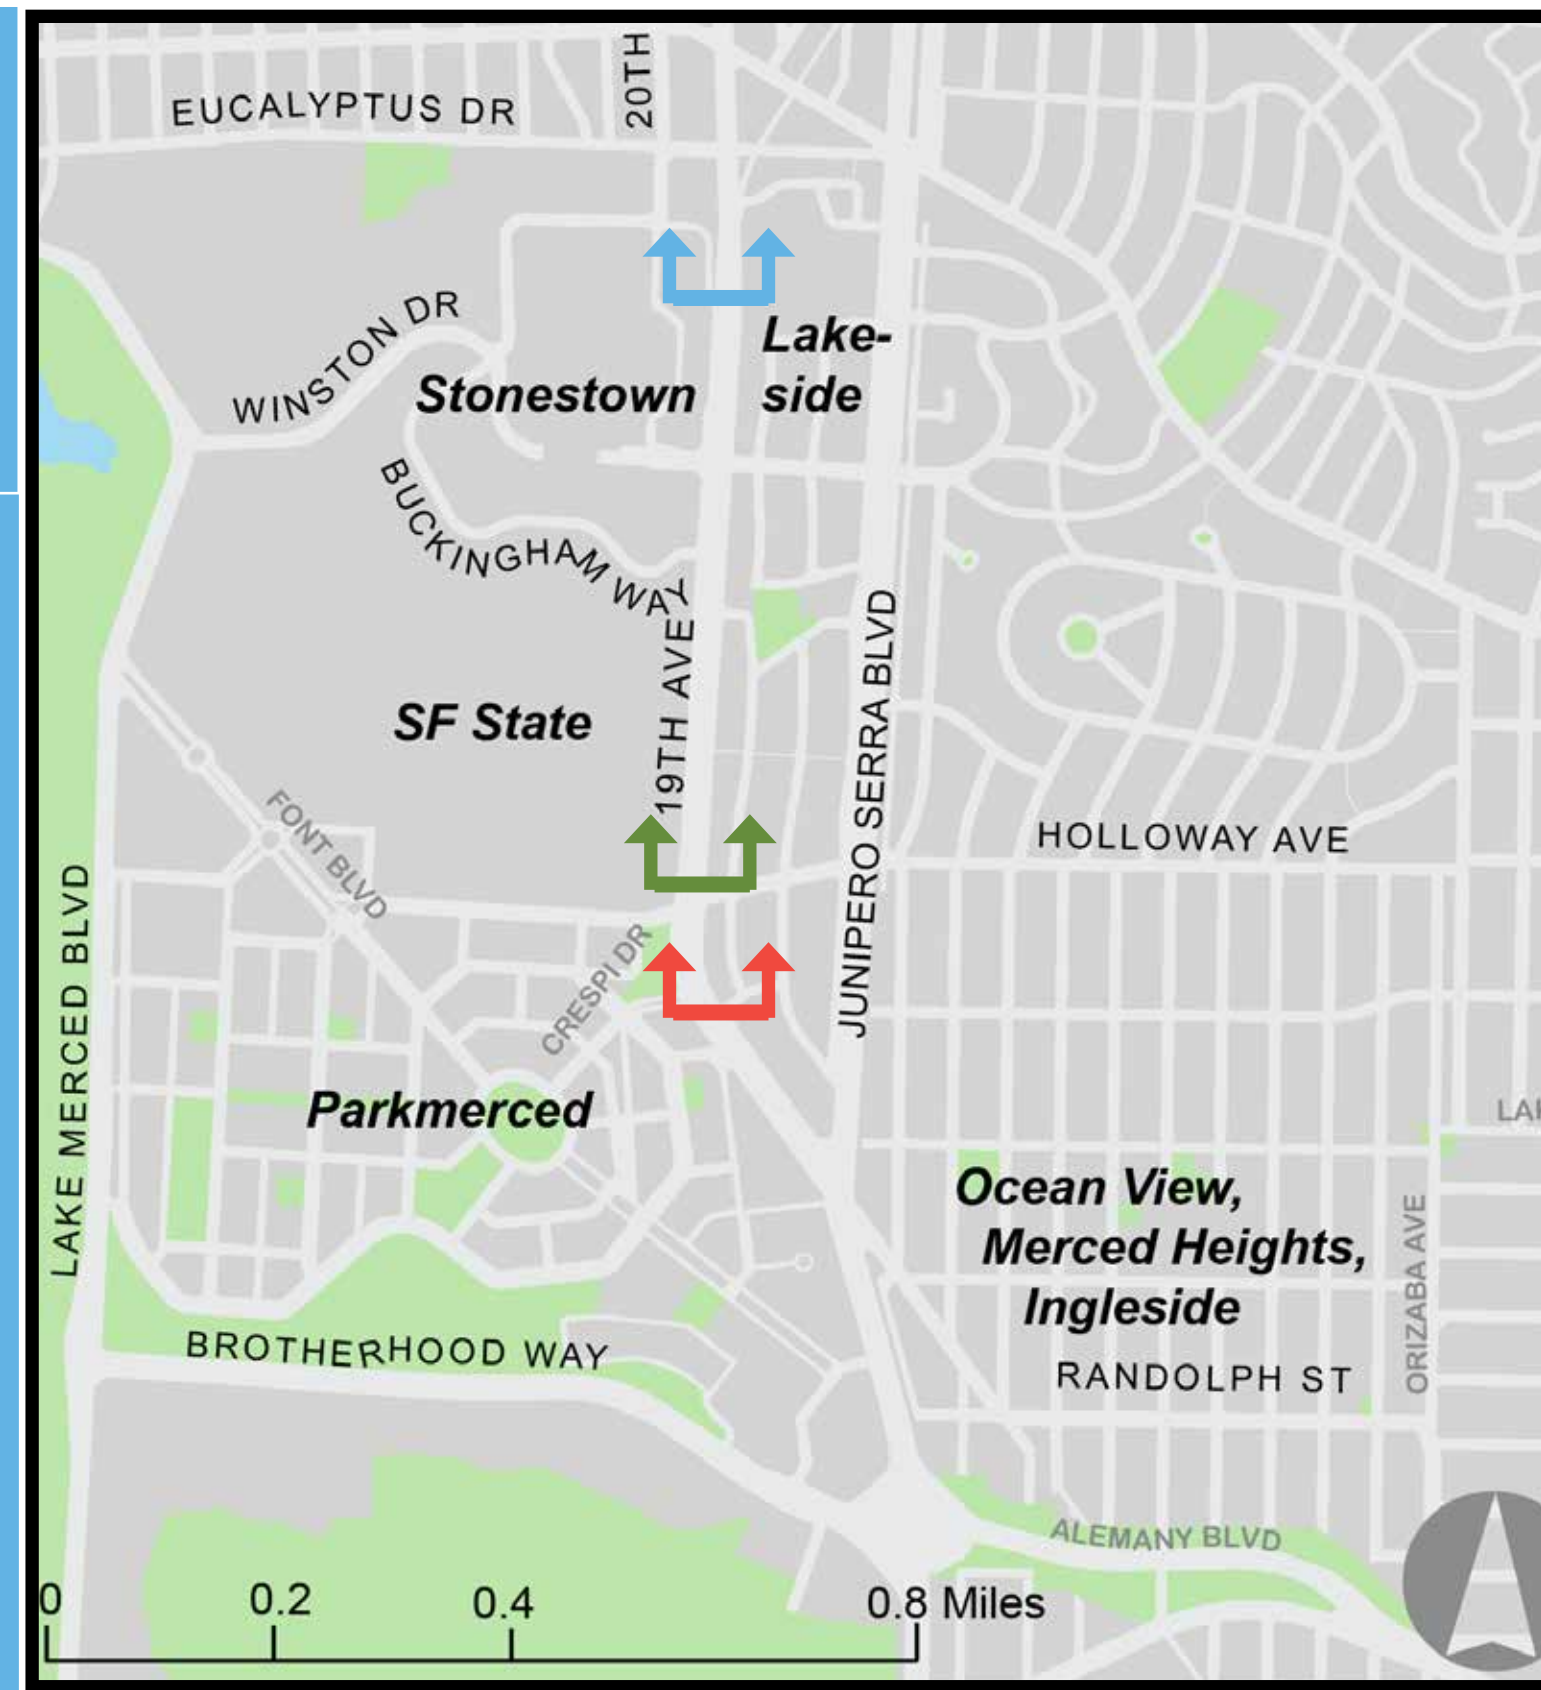 20TH
EUCALYPTUS DR
WINSTON DR
Lake-
side
Stonestown
BUCKINGHAM WAY
19TH AVE
JUNIPERO SERRA BLVD
SF State
FONT BLVD
HOLLOWAY AVE
LAKE MERCED BLVD
CRESPI DR
Parkmerced
Ocean View,
Merced Heights,
Ingleside
ORIZABA AVE
BROTHERHOOD WAY
RANDOLPH ST
ALEMANY BLVD
0 0.2 0.4 0.8 Miles